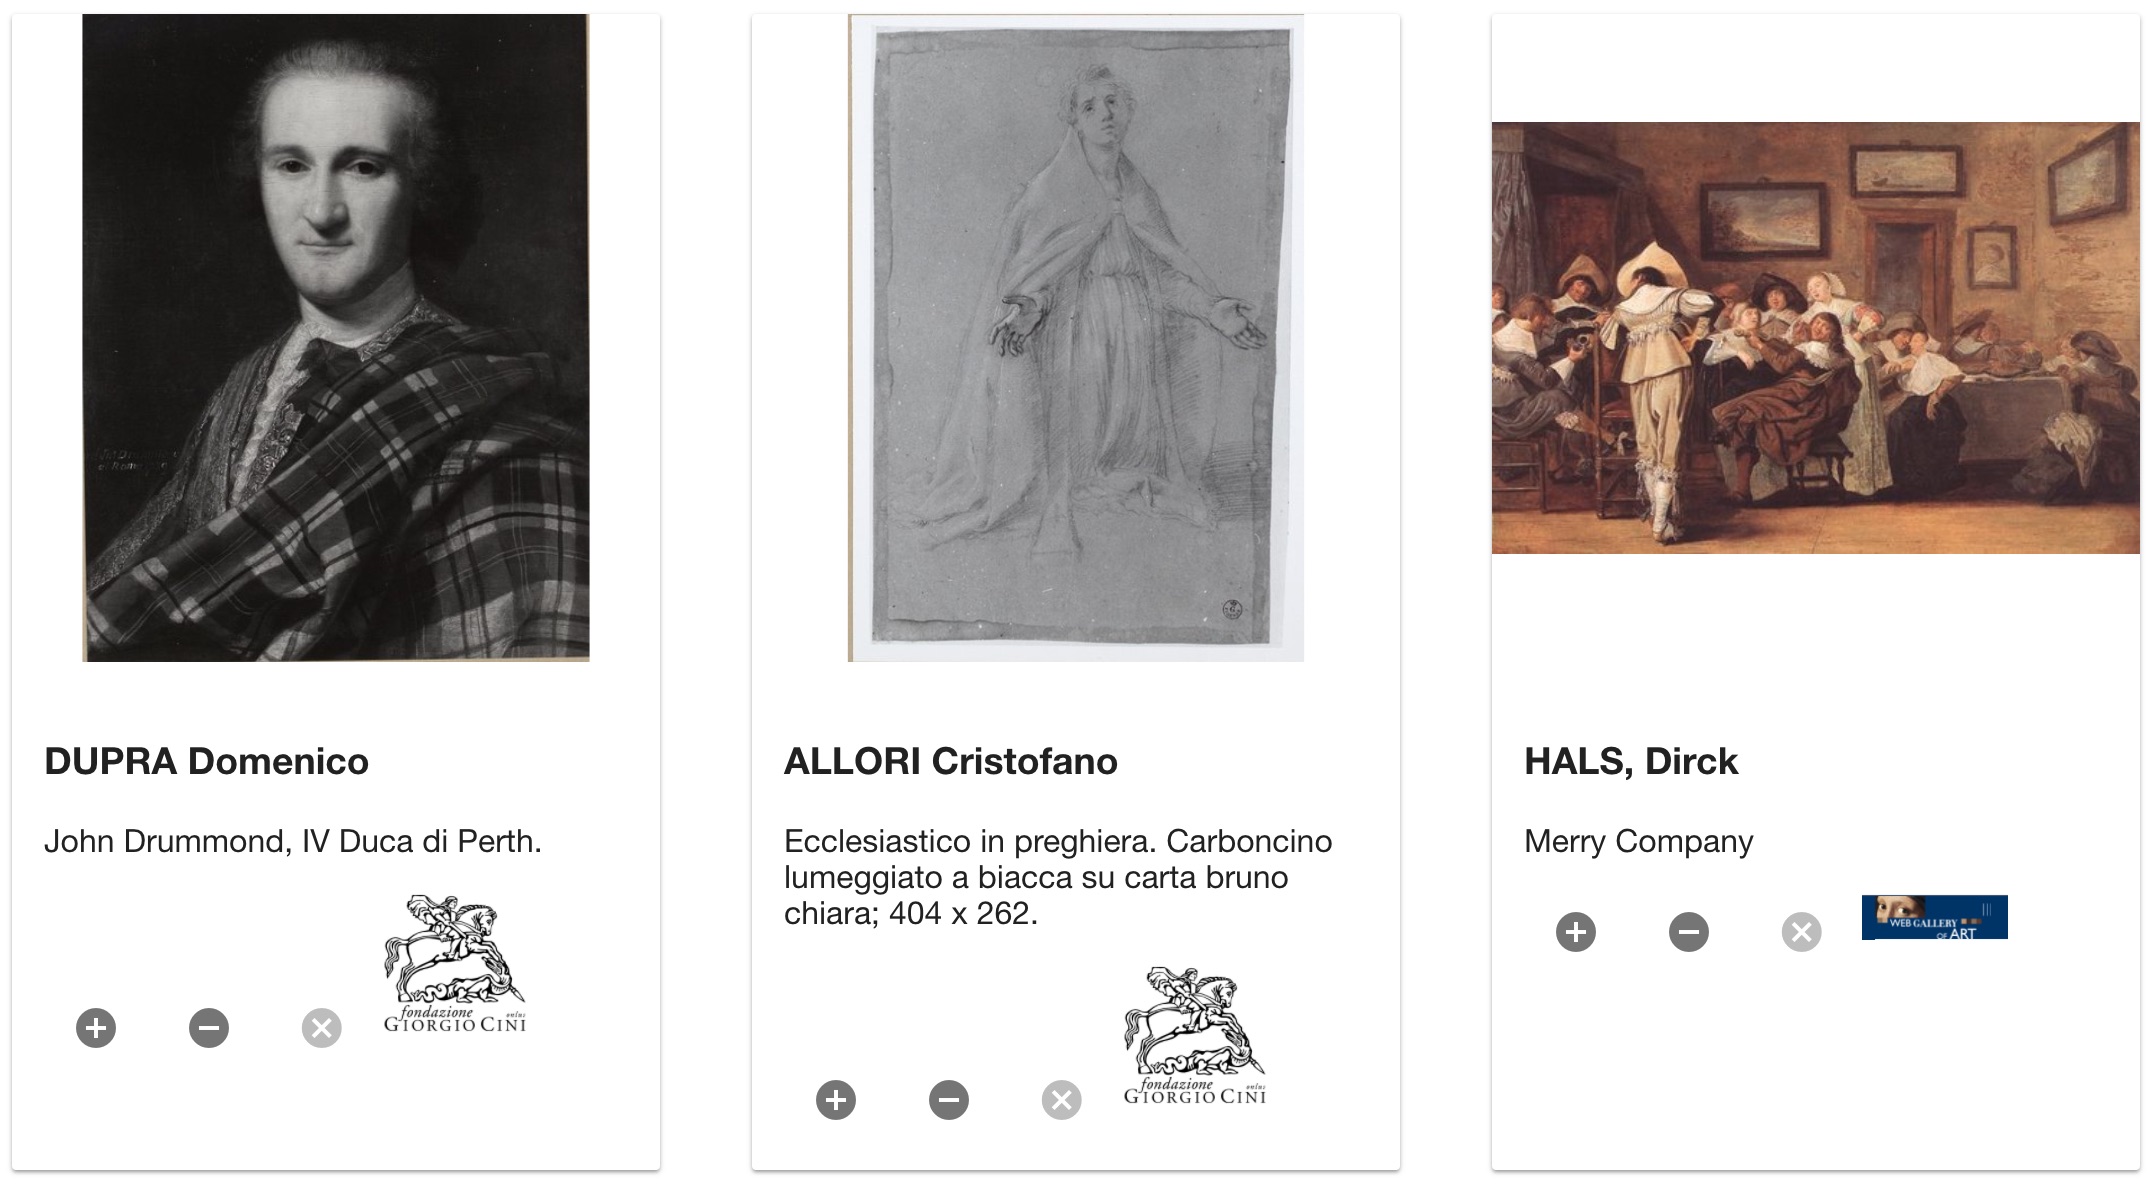 DUPRA Domenico
John Drummond, IV Duca di Perth.
fondazione onlus
GIORGIO CINI
ALLORI Cristofano
Ecclesiastico in preghiera. Carboncino
lumeggiato a biacca su carta bruno
chiara; 404 x 262.
fondazione onlus
GIORGIO CINI
HALS, Dirck
Merry Company
WEB GALLERY
OF ART